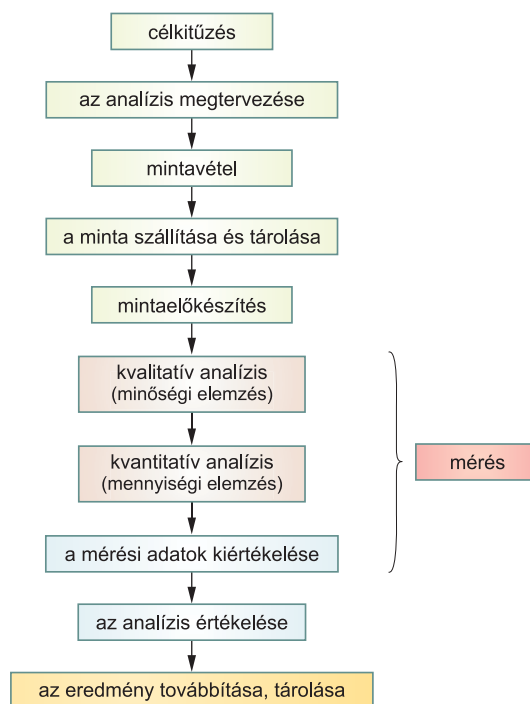 célkitűzés
az analízis megtervezése
mintavétel
a minta szállítása és tárolása
mintaelőkészítés
kvalitatív analízis
(minőségi elemzés)
kvantitatív analízis
(mennyiségi elemzés)
mérés
a mérési adatok kiértékelése
az analízis értékelése
az eredmény továbbítása, tárolása